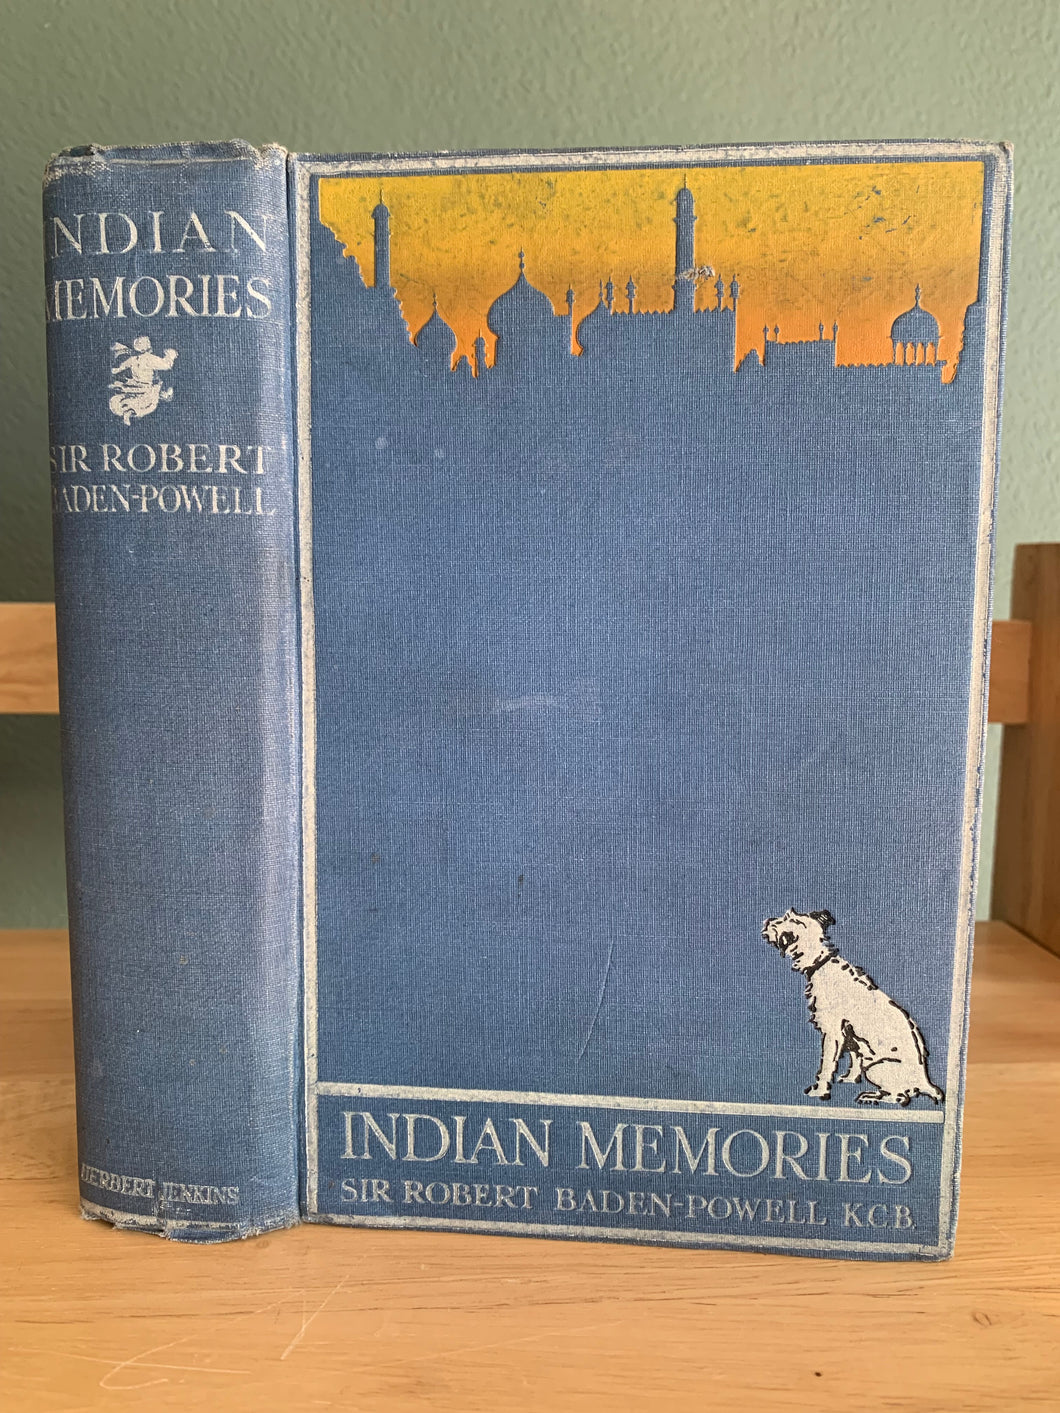 INDIAN
MEMORIES
SIR ROBERT
BADEN-POWELL
HERBERT JENKINS
INDIAN MEMORIES
SIR ROBERT BADEN-POWELL K.C.B.